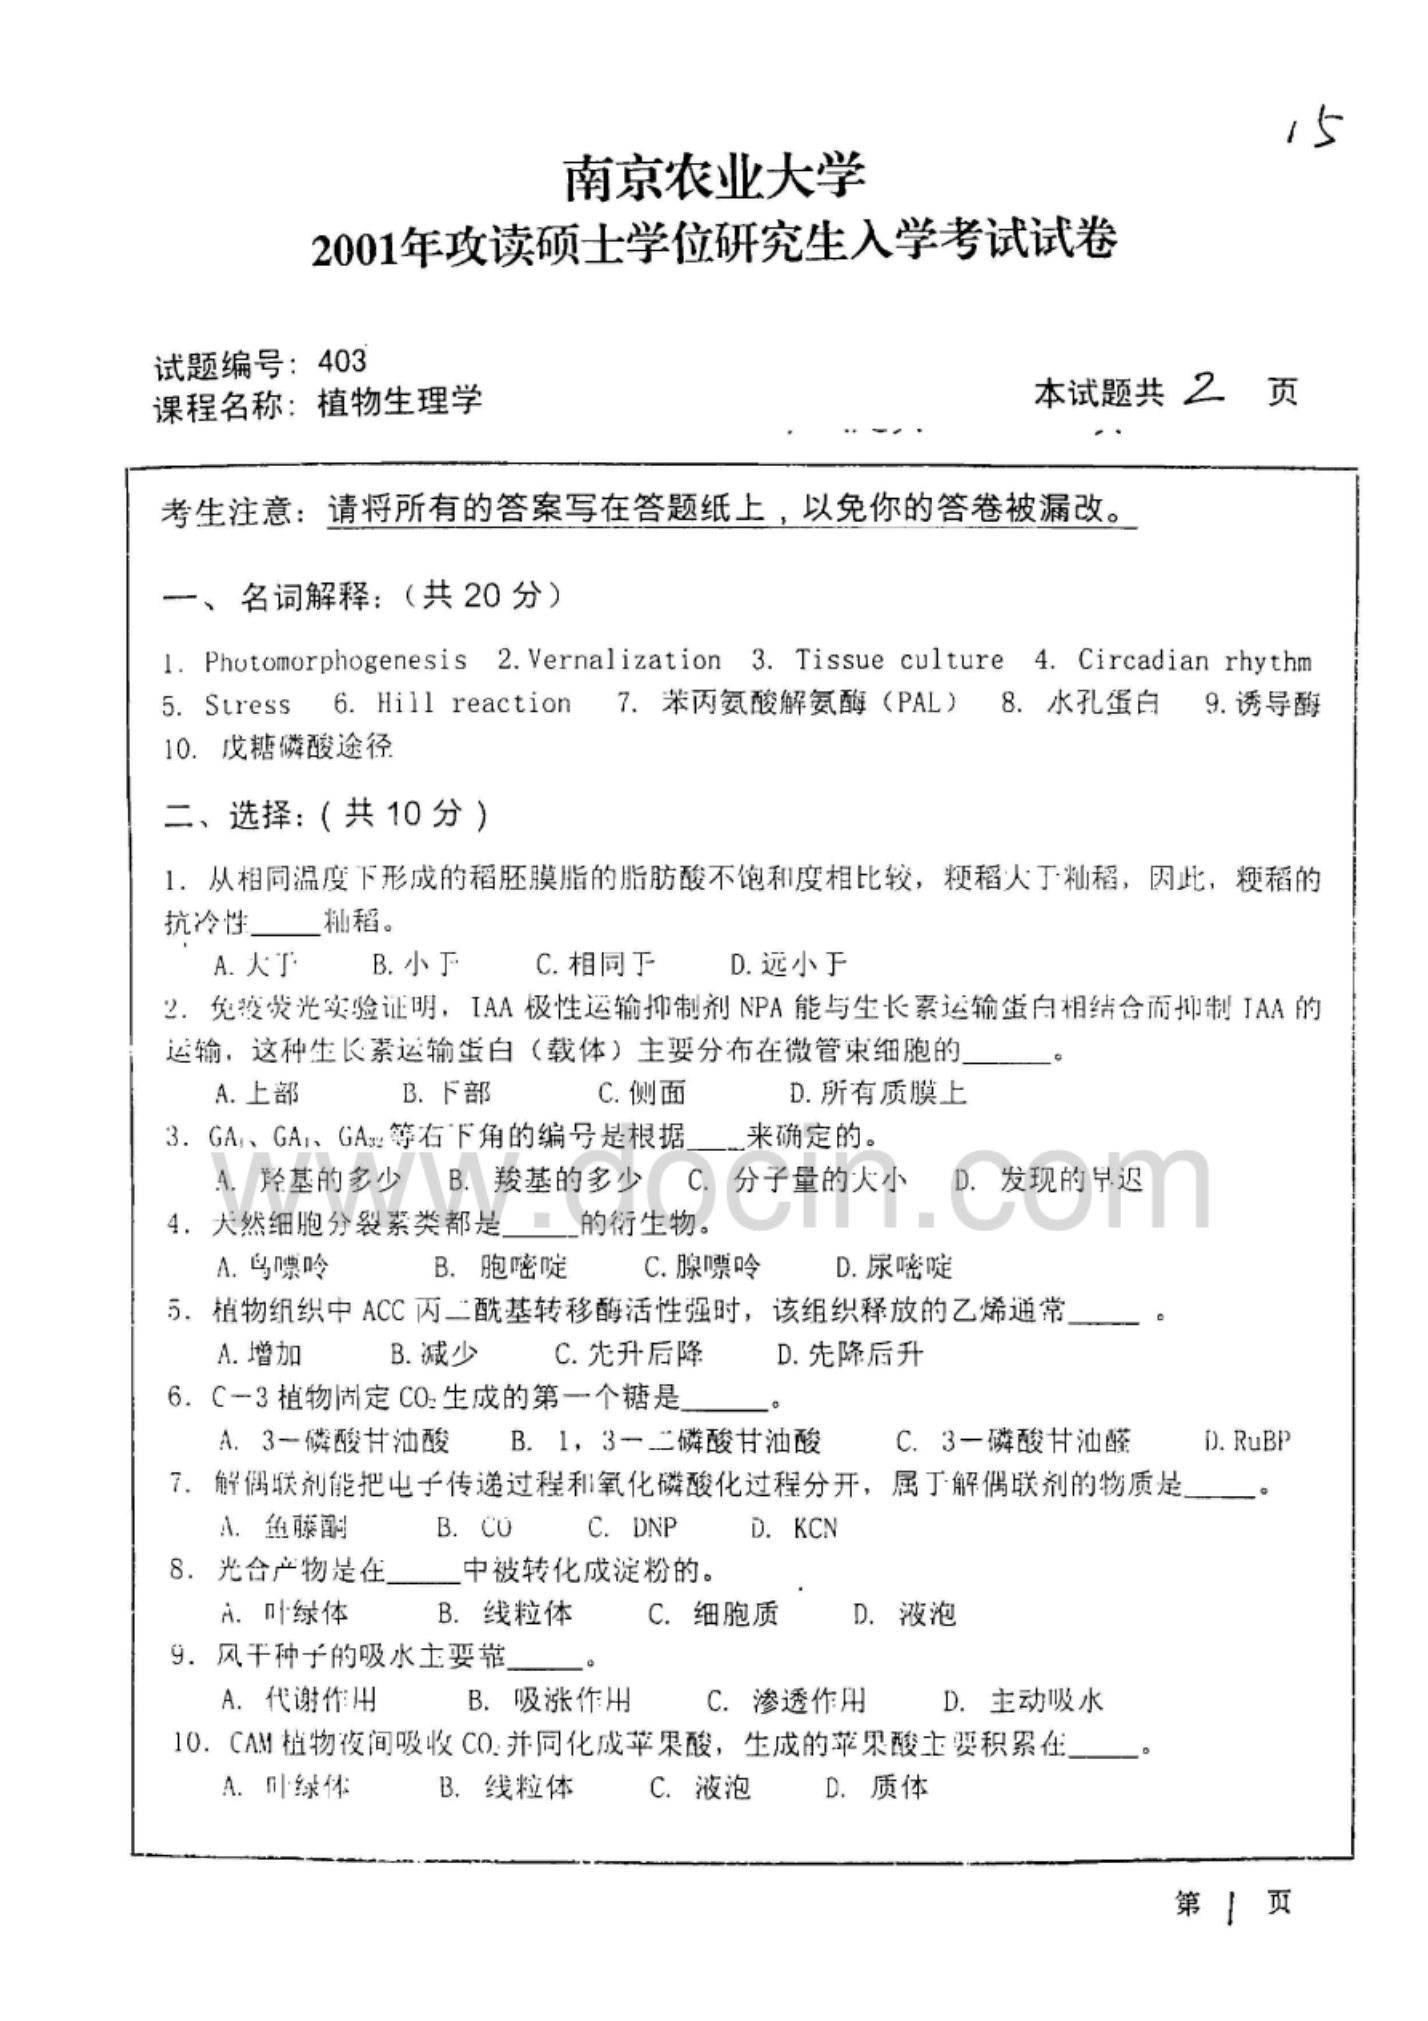 15
南京农业大学
2001年攻读硕士学位研究生入学考试试卷
试题编号: 403
课程名称: 植物生理学
本试题共 2 页
考生注意: 请将所有的答案写在答题纸上，以免你的答卷被漏改。
一、名词解释:（共 20 分）
1. Photomorphogenesis 2.Vernalization 3. Tissue culture 4. Circadian rhythm
5. Stress 6. Hill reaction 7. 苯丙氨酸解氨酶（PAL） 8. 水孔蛋白 9.诱导酶
10. 戊糖磷酸途径
二、选择:( 共 10 分 )
1. 从相同温度下形成的稻胚膜脂的脂肪酸不饱和度相比较，粳稻大于籼稻，因此，粳稻的
抗冷性_____籼稻。
A.大于 B.小于 C.相同于 D.远小于
2. 免疫荧光实验证明，IAA 极性运输抑制剂 NPA 能与生长素运输蛋白相结合而抑制 IAA 的
运输，这种生长素运输蛋白（载体）主要分布在微管束细胞的______。
A.上部 B.下部 C.侧面 D.所有质膜上
3. GA₁、GA、GA₃₂等右下角的编号是根据____来确定的。
A. 羟基的多少 B. 羧基的多少 C. 分子量的大小 D. 发现的早迟
4. 天然细胞分裂素类都是_____的衍生物。
A.鸟嘌呤 B. 胞嘧啶 C.腺嘌呤 D.尿嘧啶
5. 植物组织中 ACC 丙二酰基转移酶活性强时，该组织释放的乙烯通常_____ 。
A.增加 B.减少 C.先升后降 D.先降后升
6. C－3 植物固定 CO₂生成的第一个糖是______。
A. 3－磷酸甘油酸 B. 1，3－二磷酸甘油酸 C. 3－磷酸甘油醛 D.RuBP
7. 解偶联剂能把电子传递过程和氧化磷酸化过程分开，属于解偶联剂的物质是_____。
A. 鱼藤酮 B. CO C. DNP D. KCN
8. 光合产物是在_____中被转化成淀粉的。
A. 叶绿体 B. 线粒体 C. 细胞质 D. 液泡
9. 风干种子的吸水主要靠_____。
A. 代谢作用 B. 吸涨作用 C. 渗透作用 D. 主动吸水
10. CAM 植物夜间吸收 CO₂并同化成苹果酸，生成的苹果酸主要积累在_____。
A. 叶绿体 B. 线粒体 C. 液泡 D. 质体
www.docin.com
第 1 页